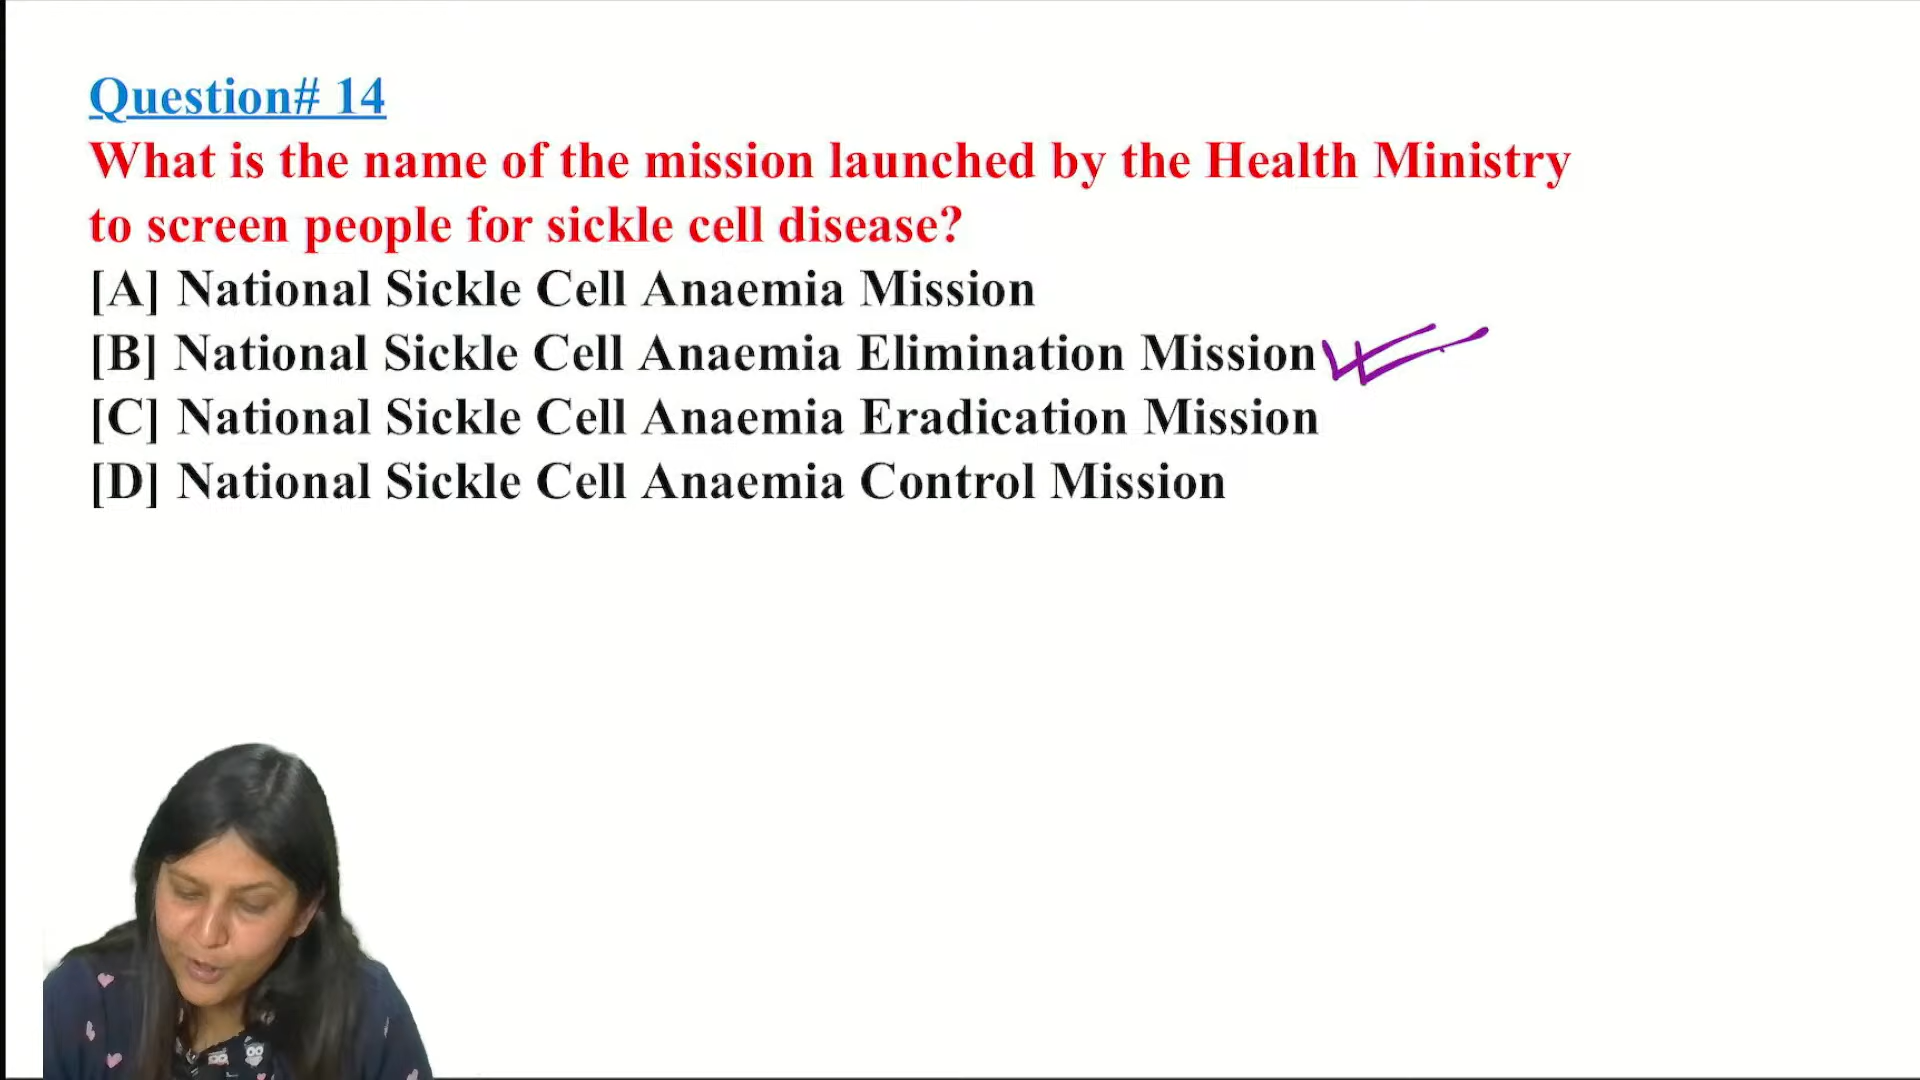 Question# 14
What is the name of the mission launched by the Health Ministry
to screen people for sickle cell disease?
[A] National Sickle Cell Anaemia Mission
[B] National Sickle Cell Anaemia Elimination Mission
[C] National Sickle Cell Anaemia Eradication Mission
[D] National Sickle Cell Anaemia Control Mission